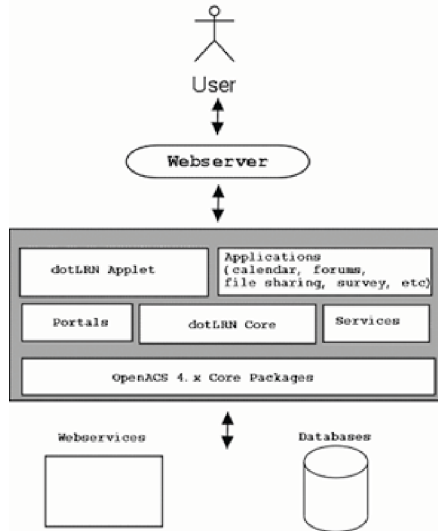 User
Webserver
dotLRN Applet
Applications
(calendar, forums,
file sharing, survey, etc)
Portals
dotLRN Core
Services
OpenACS 4.x Core Packages
Webservices
Databases